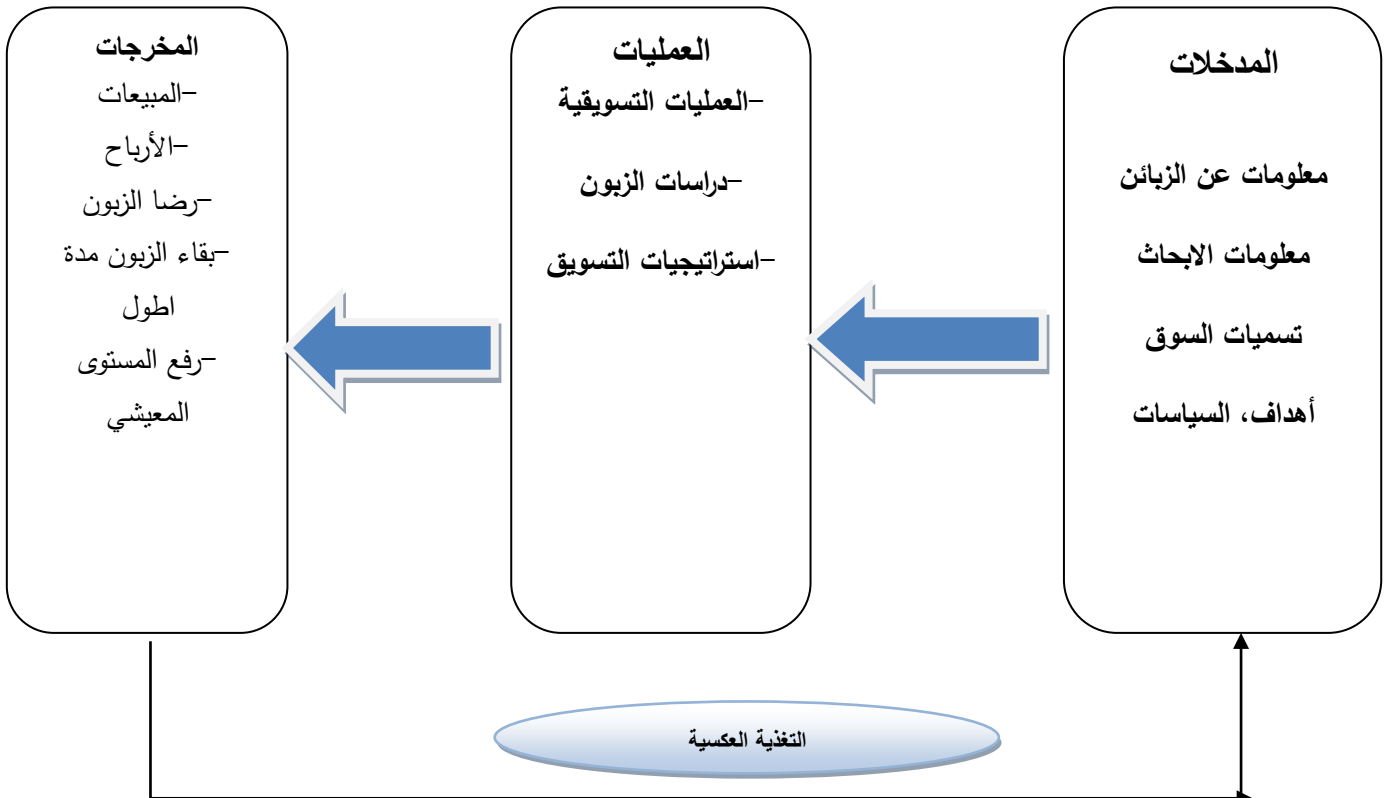 المدخلات
معلومات عن الزبائن
معلومات الابحاث
تسميات السوق
أهداف، السياسات
العمليات
-العمليات التسويقية
-دراسات الزبون
-استراتيجيات التسويق
المخرجات
-المبيعات
-الأرباح
-رضا الزبون
-بقاء الزبون مدة
اطول
-رفع المستوى
المعيشي
التغذية العكسية